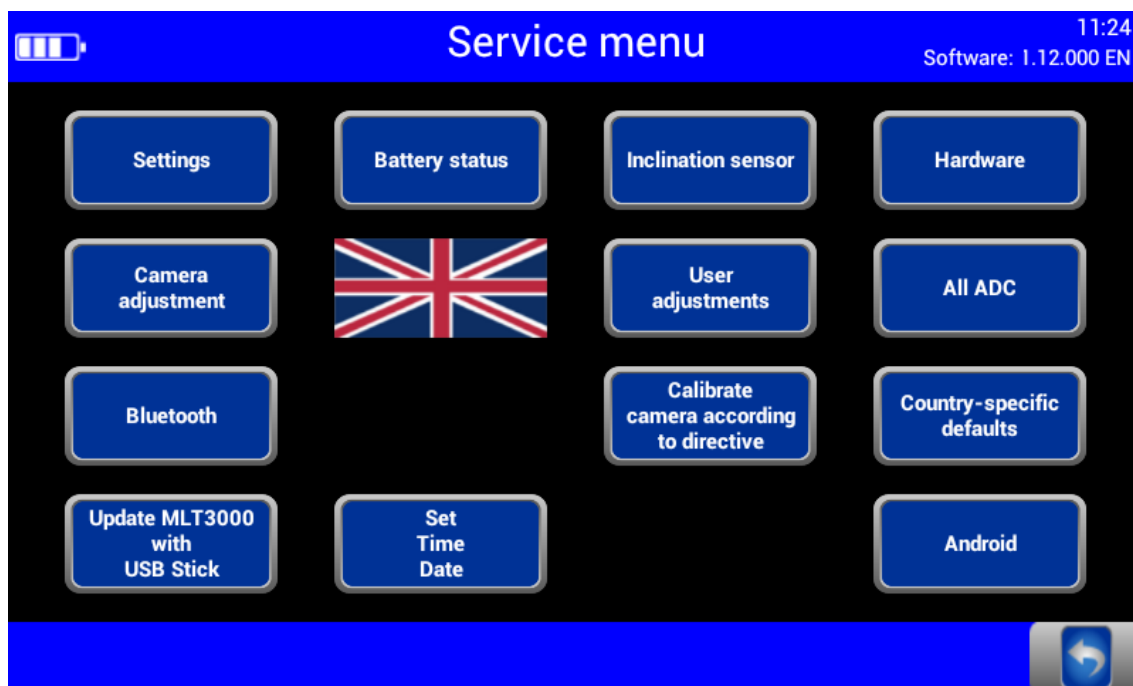 Service menu
11:24
Software: 1.12.000 EN
Settings
Battery status
Inclination sensor
Hardware
Camera
adjustment
User
adjustments
All ADC
Bluetooth
Calibrate
camera according
to directive
Country-specific
defaults
Update MLT3000
with
USB Stick
Set
Time
Date
Android